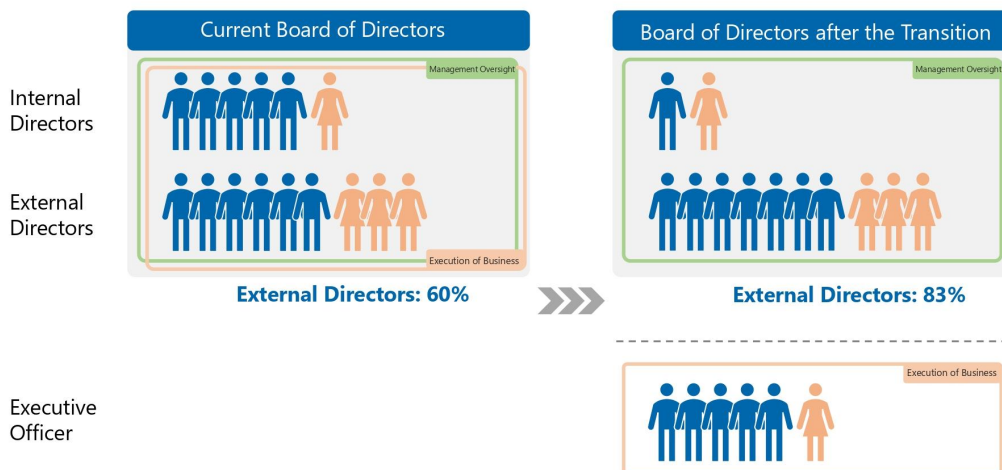 Current Board of Directors
Board of Directors after the Transition
Management Oversight
Management Oversight
Internal
Directors
External
Directors
Execution of Business
External Directors: 60%
External Directors: 83%
Execution of Business
Executive
Officer